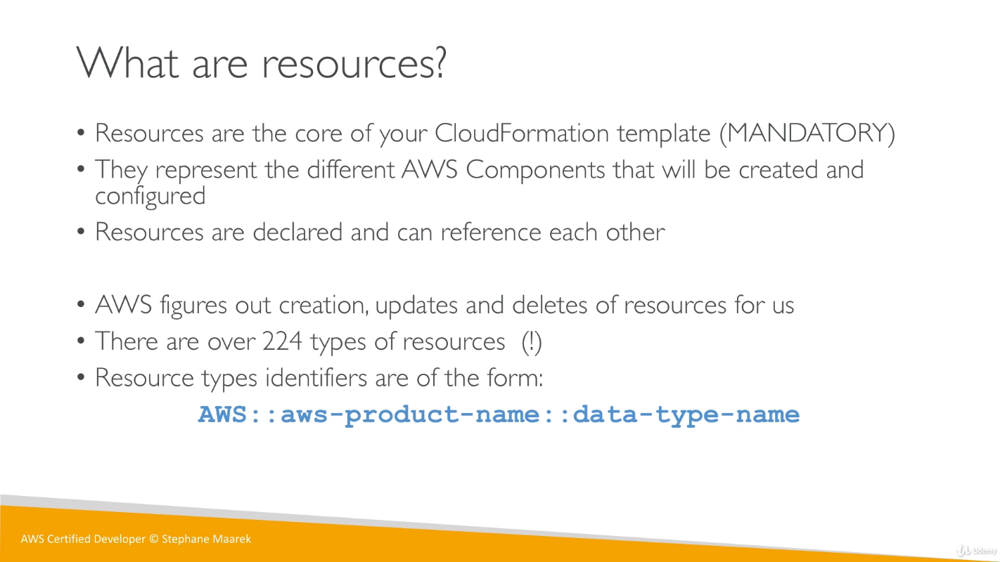 What are resources?
• Resources are the core of your CloudFormation template (MANDATORY)
• They represent the different AWS Components that will be created and
configured
• Resources are declared and can reference each other
• AWS figures out creation, updates and deletes of resources for us
• There are over 224 types of resources (!)
• Resource types identifiers are of the form:
AWS::aws-product-name::data-type-name
AWS Certified Developer © Stephane Maarek
Udemy